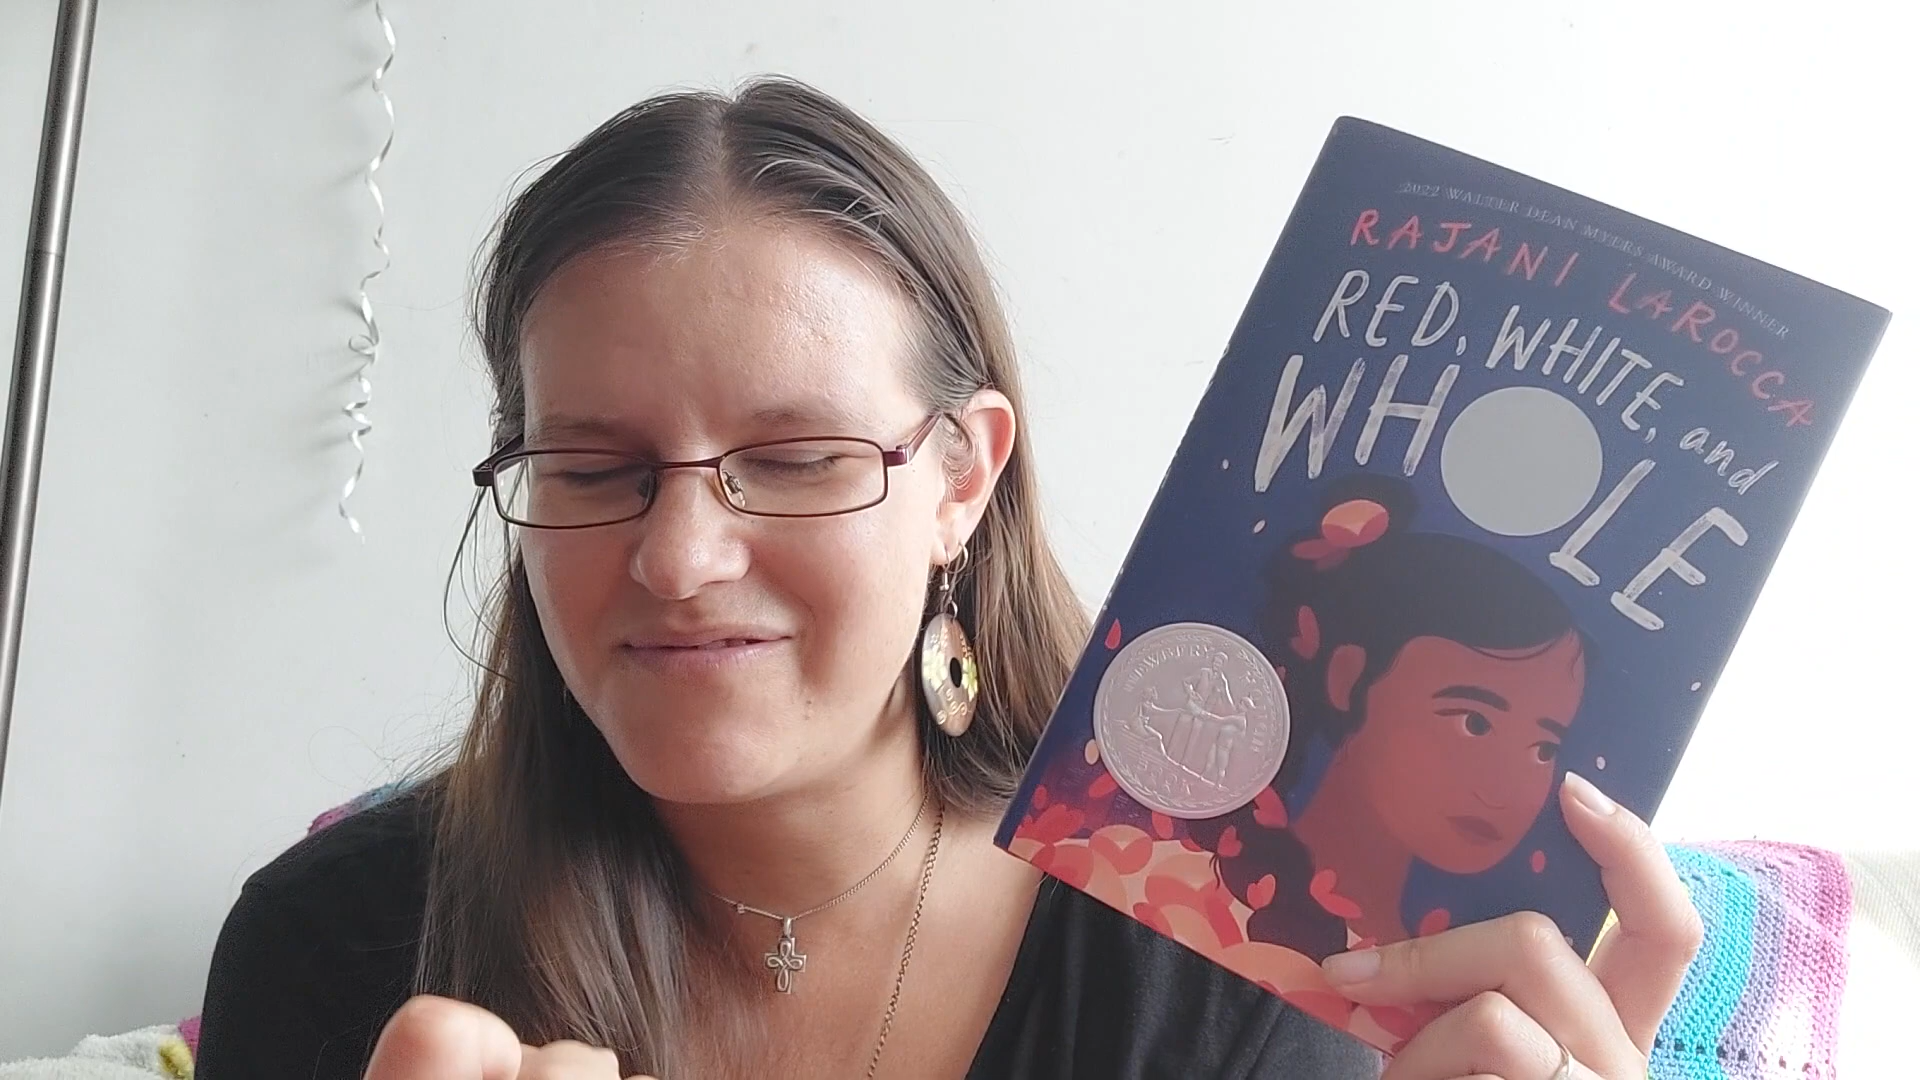 2022 WALTER DEAN MYERS AWARD WINNER
RAJANI LAROCCA
RED, WHITE, and
WHOLE